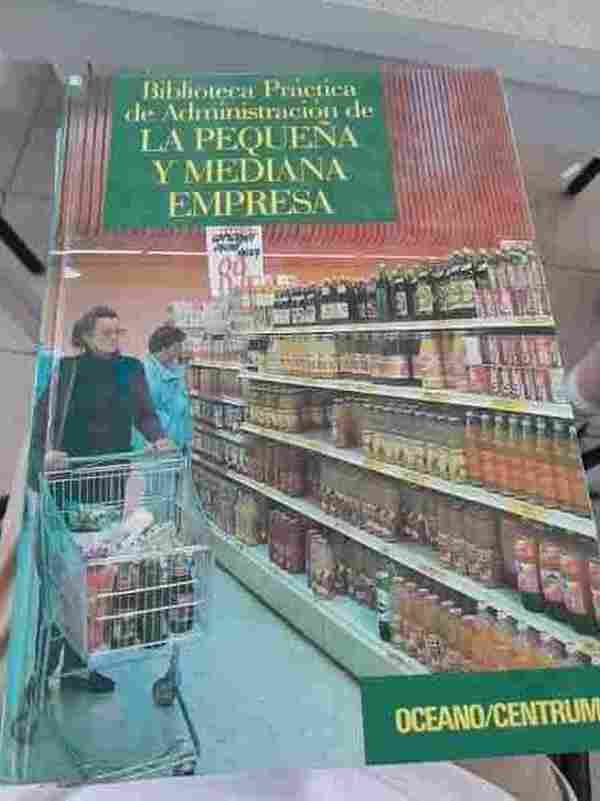 Biblioteca Práctica
de Administración de
LA PEQUEÑA
Y MEDIANA
EMPRESA
OCEANO/CENTRUM